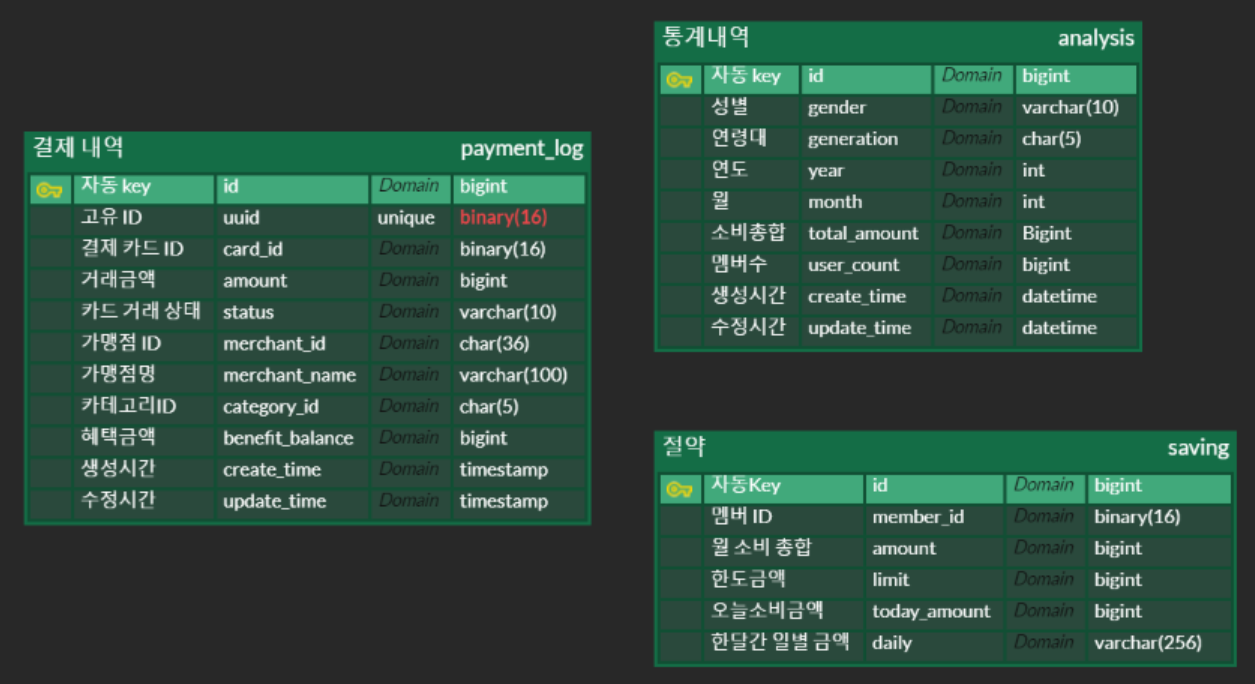 결제 내역 payment_log
자동 key id Domain bigint
고유 ID uuid unique binary(16)
결제 카드 ID card_id Domain binary(16)
거래금액 amount Domain bigint
카드 거래 상태 status Domain varchar(10)
가맹점 ID merchant_id Domain char(36)
가맹점명 merchant_name Domain varchar(100)
카테고리ID category_id Domain char(5)
혜택금액 benefit_balance Domain bigint
생성시간 create_time Domain timestamp
수정시간 update_time Domain timestamp
통계내역 analysis
자동 key id Domain bigint
성별 gender Domain varchar(10)
연령대 generation Domain char(5)
연도 year Domain int
월 month Domain int
소비총합 total_amount Domain Bigint
멤버수 user_count Domain bigint
생성시간 create_time Domain datetime
수정시간 update_time Domain datetime
절약 saving
자동Key id Domain bigint
멤버 ID member_id Domain binary(16)
월 소비 총합 amount Domain bigint
한도금액 limit Domain bigint
오늘소비금액 today_amount Domain bigint
한달간 일별 금액 daily Domain varchar(256)